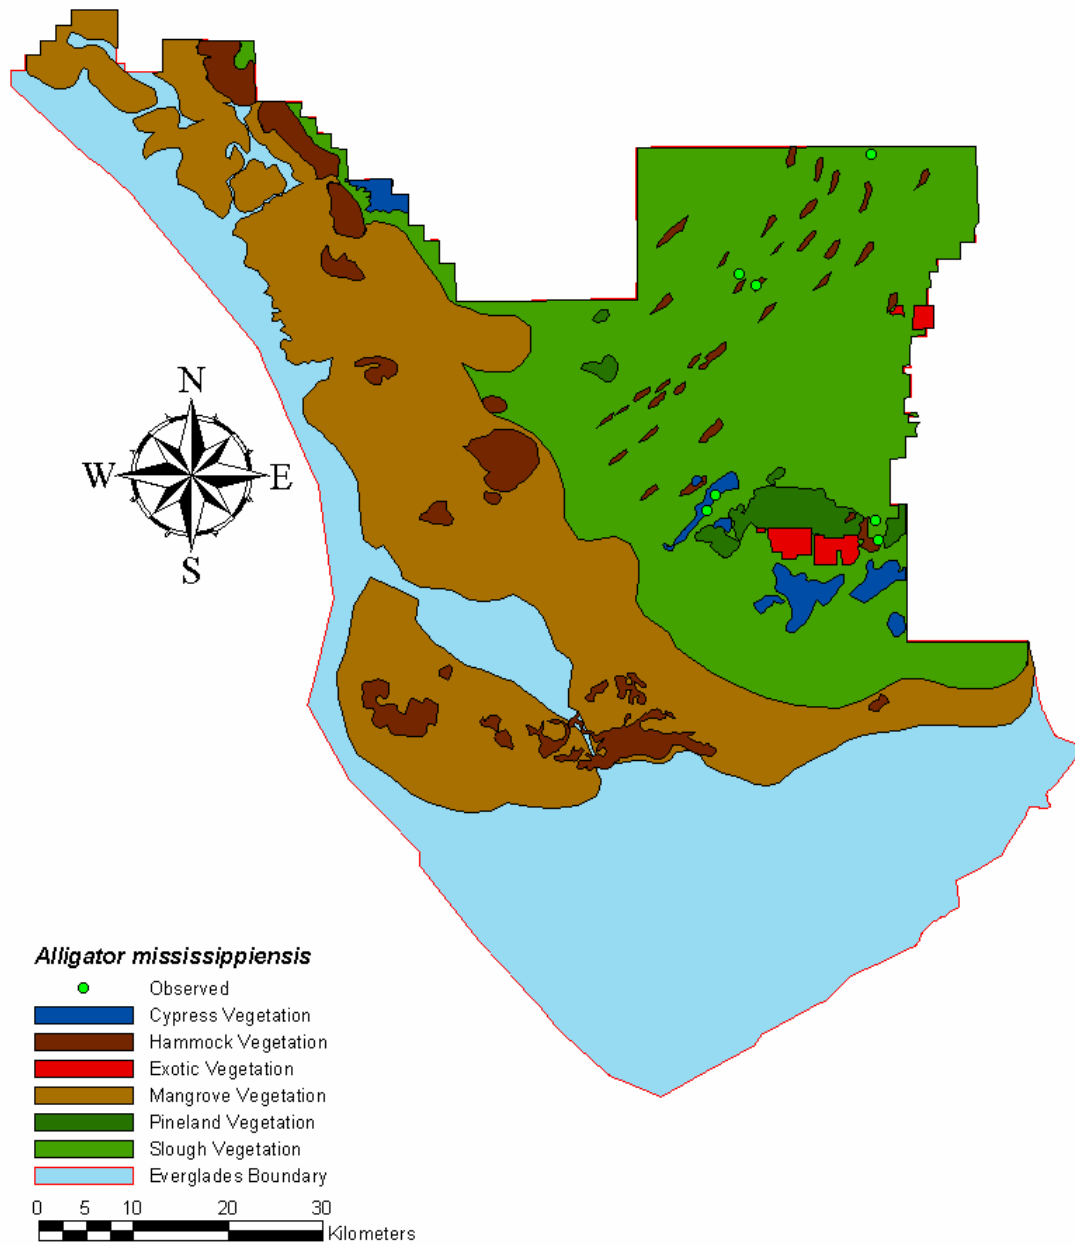 N
W E
S
Alligator mississippiensis
Observed
Cypress Vegetation
Hammock Vegetation
Exotic Vegetation
Mangrove Vegetation
Pineland Vegetation
Slough Vegetation
Everglades Boundary
0 5 10 20 30
Kilometers